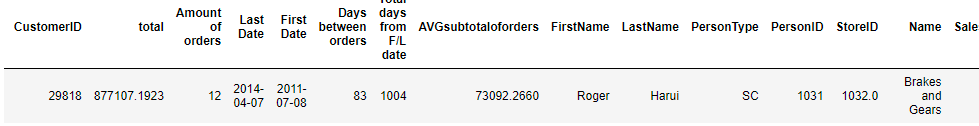 CustomerID total Amount of orders Last Date First Date Days between orders Total days from F/L date AVGsubtotaloforders FirstName LastName PersonType PersonID StoreID Name
29818 877107.1923 12 2014-04-07 2011-07-08 83 1004 73092.2660 Roger Harui SC 1031 1032.0 Brakes and Gears